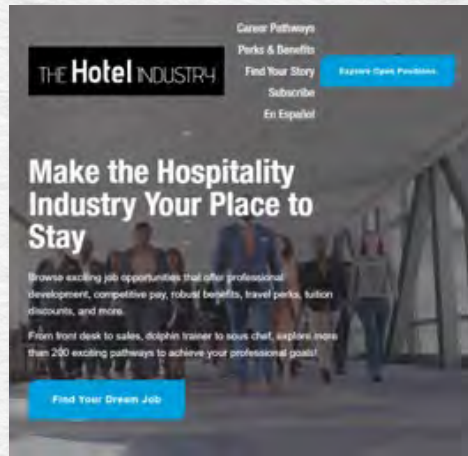 Career Pathways
Perks & Benefits
Find Your Story
Subscribe
En Español
THE Hotel INDUSTRY
Explore Open Positions
Make the Hospitality
Industry Your Place to
Stay
Browse exciting job opportunities that offer professional
development, competitive pay, robust benefits, travel perks, tuition
discounts, and more.
From front desk to sales, dolphin trainer to sous chef, explore more
than 200 exciting pathways to achieve your professional goals!
Find Your Dream Job